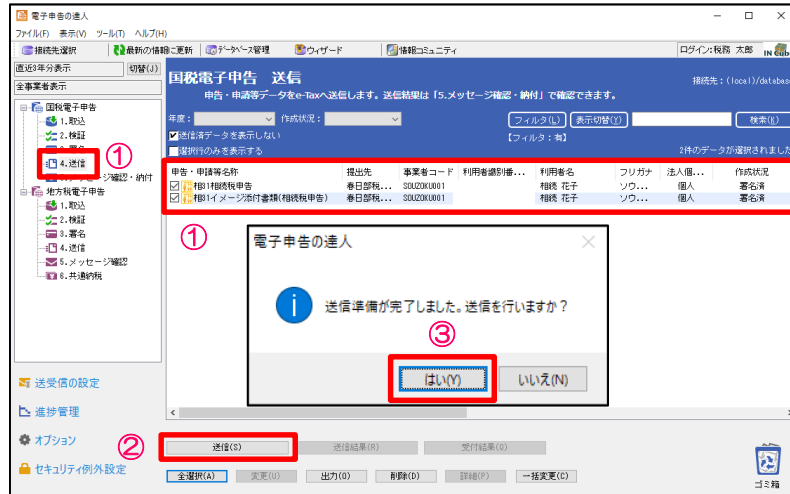 電子申告の達人
ファイル(F) 表示(V) ツール(T) ヘルプ(H)
接続先選択 最新の情報に更新 データベース管理 ウィザード 情報コミュニティ ログイン:税務 太郎
直近3年分表示 切替(J)
全事業者表示
国税電子申告
1.取込
2.検証
4.送信 ①
メッセージ確認・納付
地方税電子申告
1.取込
2.検証
3.署名
4.送信
5.メッセージ確認
6.共通納税
国税電子申告 送信 接続先：(local)/database
申告・申請等データをe-Taxへ送信します。送信結果は「5.メッセージ確認・納付」で確認できます。
年度： 作成状況： フィルタ(L) 表示切替(Y) 検索(K)
送信済データを表示しない 【フィルタ：有】
選択行のみを表示する 2件のデータが選択されました
申告・申請等名称 提出先 事業者コード 利用者識別番... 利用者名 フリガナ 法人個... 作成状況
相01相続税申告 春日部税... SOUZOKU001 相続 花子 ソウ... 個人 署名済
相01イメージ添付書類(相続税申告) 春日部税... SOUZOKU001 相続 花子 ソウ... 個人 署名済
①
電子申告の達人
送信準備が完了しました。送信を行いますか？
③
はい(Y) いいえ(N)
送受信の設定
進捗管理
オプション
セキュリティ例外設定
② 送信(S) 送信結果(R) 受付結果(Q)
全選択(A) 変更(U) 出力(O) 削除(D) 詳細(P) 一括変更(C)
ゴミ箱